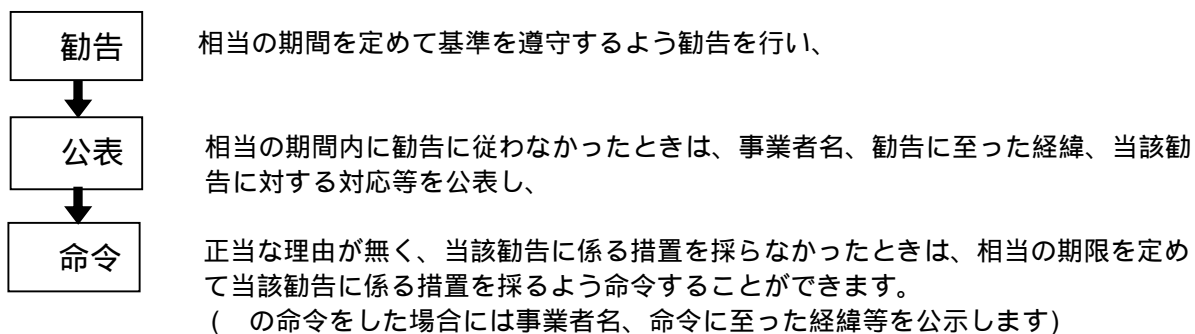 勧告
相当の期間を定めて基準を遵守するよう勧告を行い、
公表
相当の期間内に勧告に従わなかったときは、事業者名、勧告に至った経緯、当該勧
告に対する対応等を公表し、
命令
正当な理由が無く、当該勧告に係る措置を採らなかったときは、相当の期限を定め
て当該勧告に係る措置を採るよう命令することができます。
(　の命令をした場合には事業者名、命令に至った経緯等を公示します)